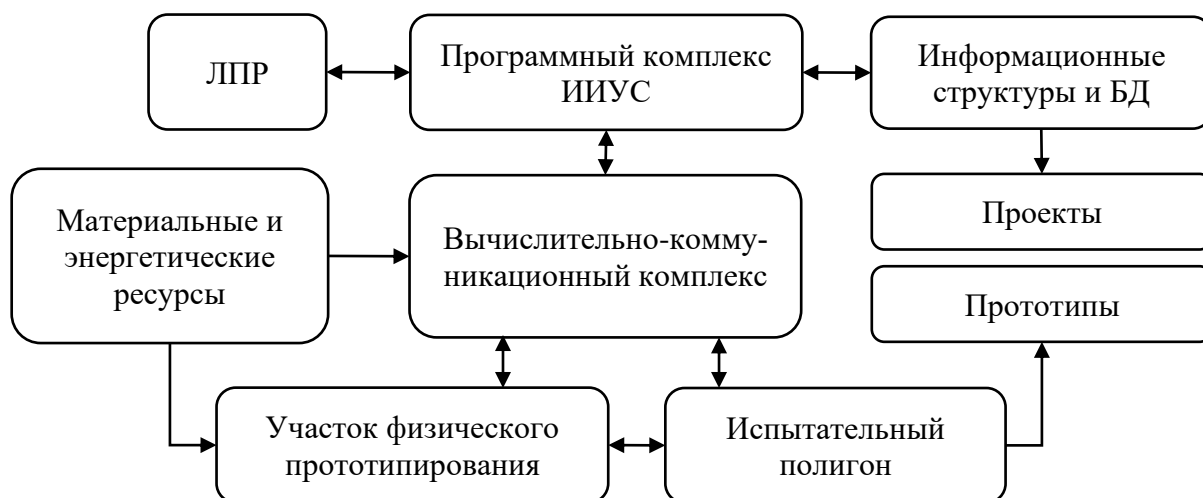 ЛПР
Программный комплекс
ИИУС
Информационные
структуры и БД
Материальные и
энергетические
ресурсы
Вычислительно-комму-
никационный комплекс
Проекты
Прототипы
Участок физического
прототипирования
Испытательный
полигон